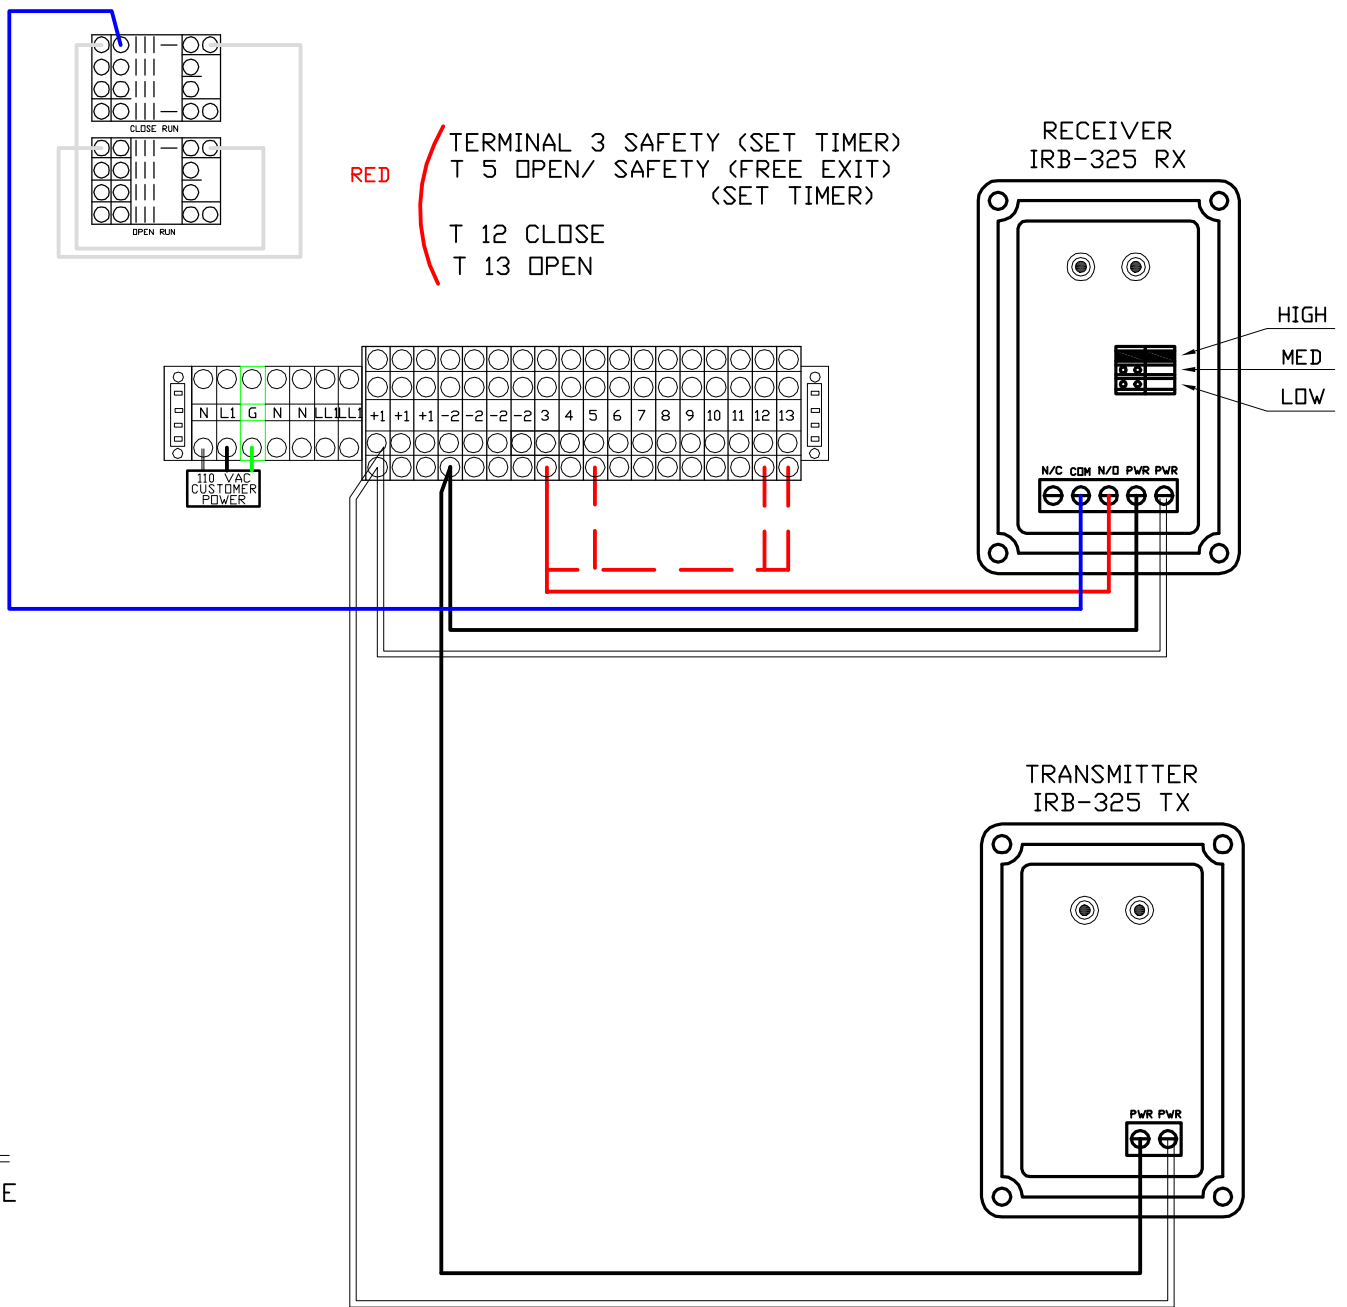 CLOSE RUN
OPEN RUN
RED
TERMINAL 3 SAFETY (SET TIMER)
T 5 OPEN/ SAFETY (FREE EXIT)
(SET TIMER)
T 12 CLOSE
T 13 OPEN
RECEIVER
IRB-325 RX
HIGH
MED
LOW
N L1 G N N LL1 LL1 +1 +1 +1 -2 -2 -2 -2 3 4 5 6 7 8 9 10 11 12 13
110 VAC
CUSTOMER
POWER
N/C COM N/O PWR PWR
TRANSMITTER
IRB-325 TX
PWR PWR
E